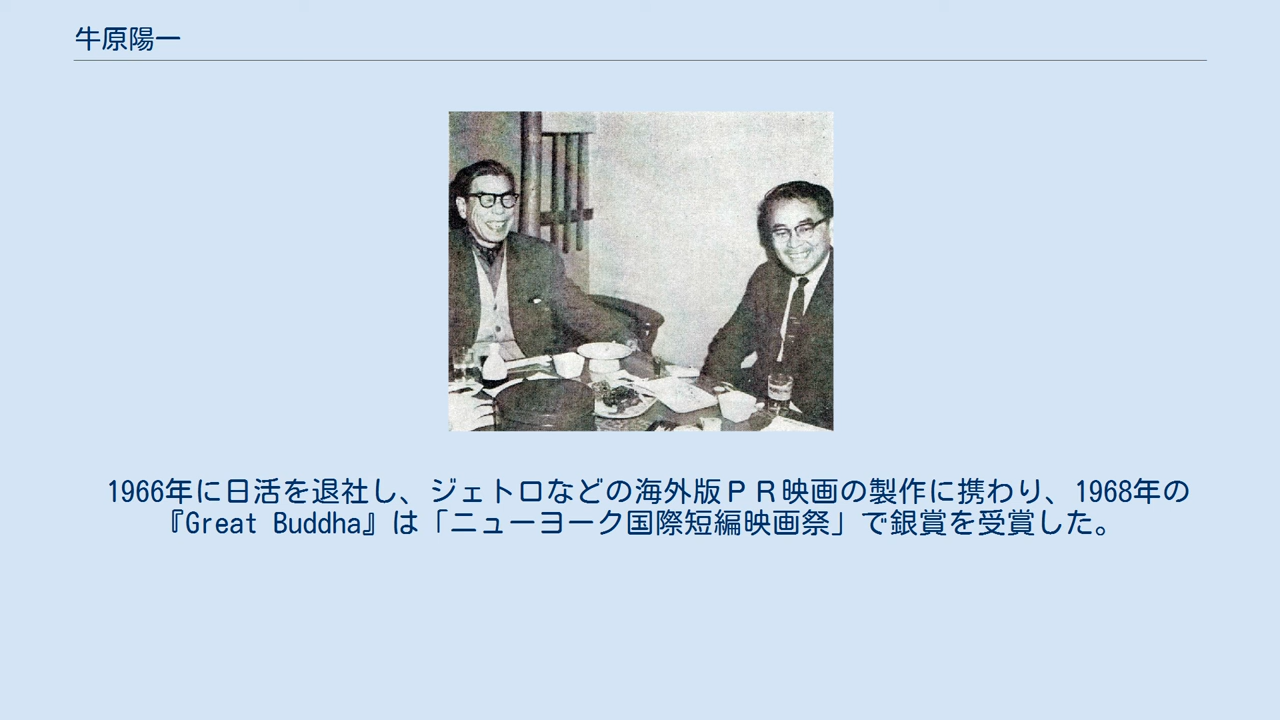 牛原陽一
1966年に日活を退社し、ジェトロなどの海外版ＰＲ映画の製作に携わり、1968年の
『Great Buddha』は「ニューヨーク国際短編映画祭」で銀賞を受賞した。